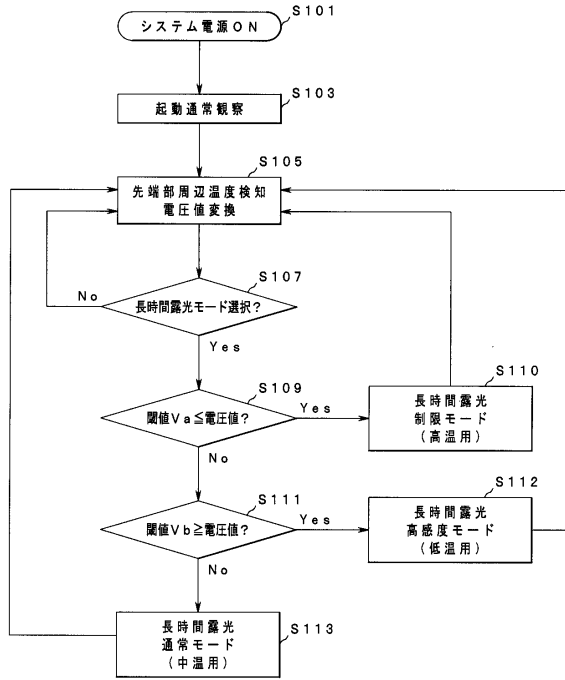 システム電源ON
S101
起動通常観察
S103
先端部周辺温度検知
電圧値変換
S105
長時間露光モード選択?
S107
No
Yes
閾値Va≦電圧値?
S109
Yes
No
長時間露光
制限モード
(高温用)
S110
閾値Vb≧電圧値?
S111
Yes
No
長時間露光
高感度モード
(低温用)
S112
長時間露光
通常モード
(中温用)
S113